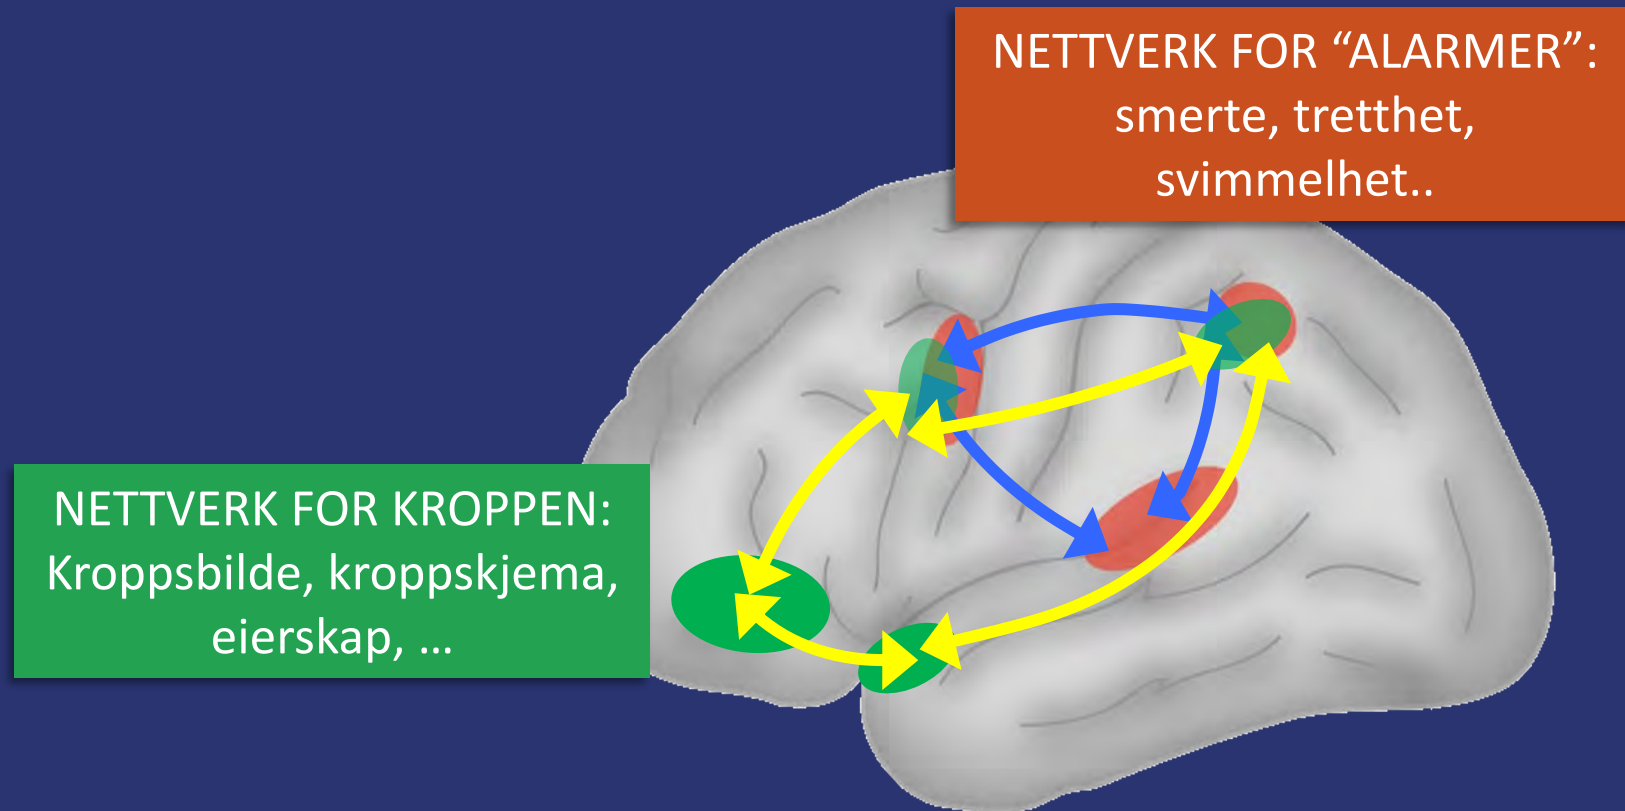 NETTVERK FOR “ALARMER”:
smerte, tretthet,
svimmelhet..
NETTVERK FOR KROPPEN:
Kroppsbilde, kroppskjema,
eierskap, …